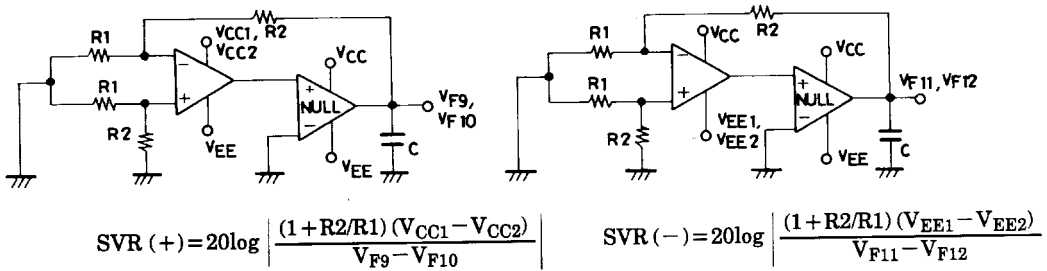 R1
R1
R2
VCC1, R2
VCC2
−
+
VEE
VCC
+
NULL
−
VEE
VF9,
VF10
C
R1
R1
R2
VCC
R2
−
+
VEE1,
VEE2
VCC
+
NULL
−
VEE
VF11, VF12
C
SVR (+)=20log | (1+R2/R1) (VCC1−VCC2) / VF9−VF10 |
SVR (−)=20log | (1+R2/R1) (VEE1−VEE2) / VF11−VF12 |